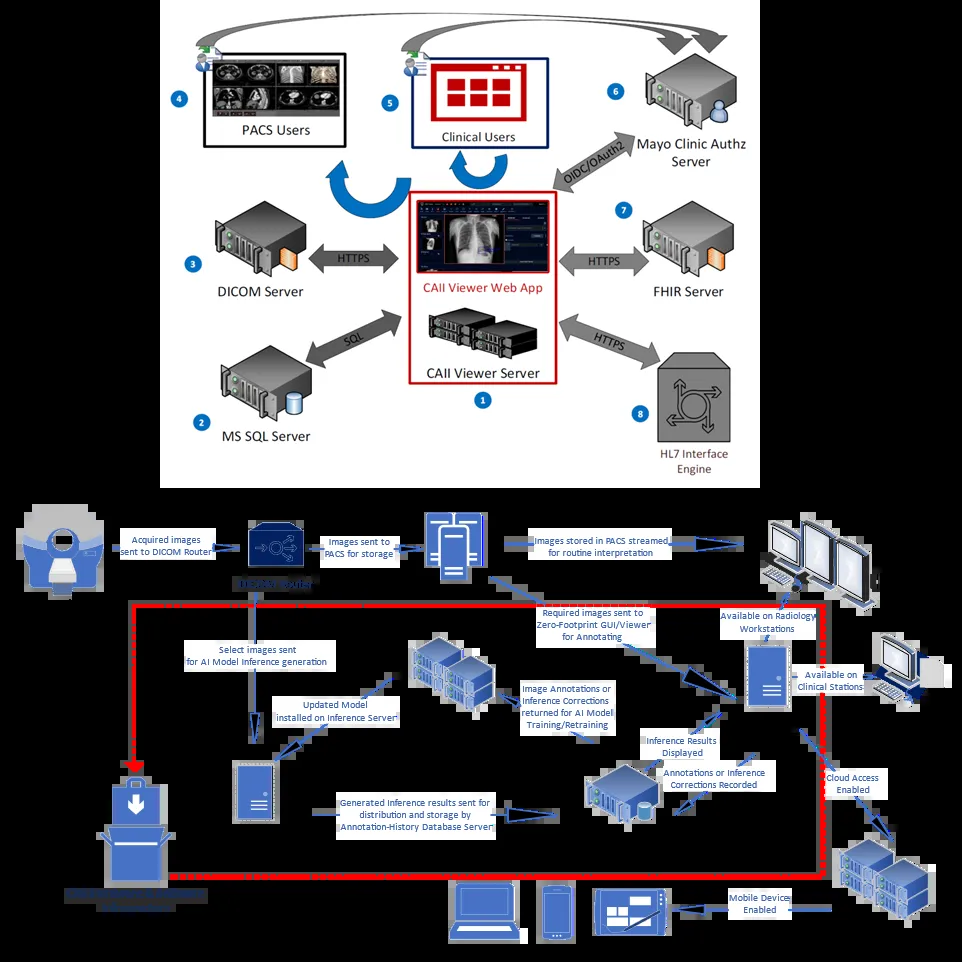 4
PACS Users
5
Clinical Users
6
Mayo Clinic Authz
Server
OIDC/OAuth2
7
3
HTTPS
DICOM Server
CAII Viewer Web App
HTTPS
FHIR Server
SQL
CAII Viewer Server
HTTPS
2
MS SQL Server
1
8
HL7 Interface
Engine
Acquired images
sent to DICOM Router
Images sent to
PACS for storage
Images stored in PACS streamed
for routine interpretation
Required images sent to
Zero-Footprint GUI/Viewer
for Annotating
Available on Radiology
Workstations
Select images sent
for AI Model Inference generation
Available on
Clinical Stations
Updated Model
installed on Inference Server
Image Annotations or
Inference Corrections
returned for AI Model
Training/Retraining
Inference Results
Displayed
Annotations or Inference
Corrections Recorded
Cloud Access
Enabled
Generated Inference results sent for
distribution and storage by
Annotation-History Database Server
Mobile Device
Enabled